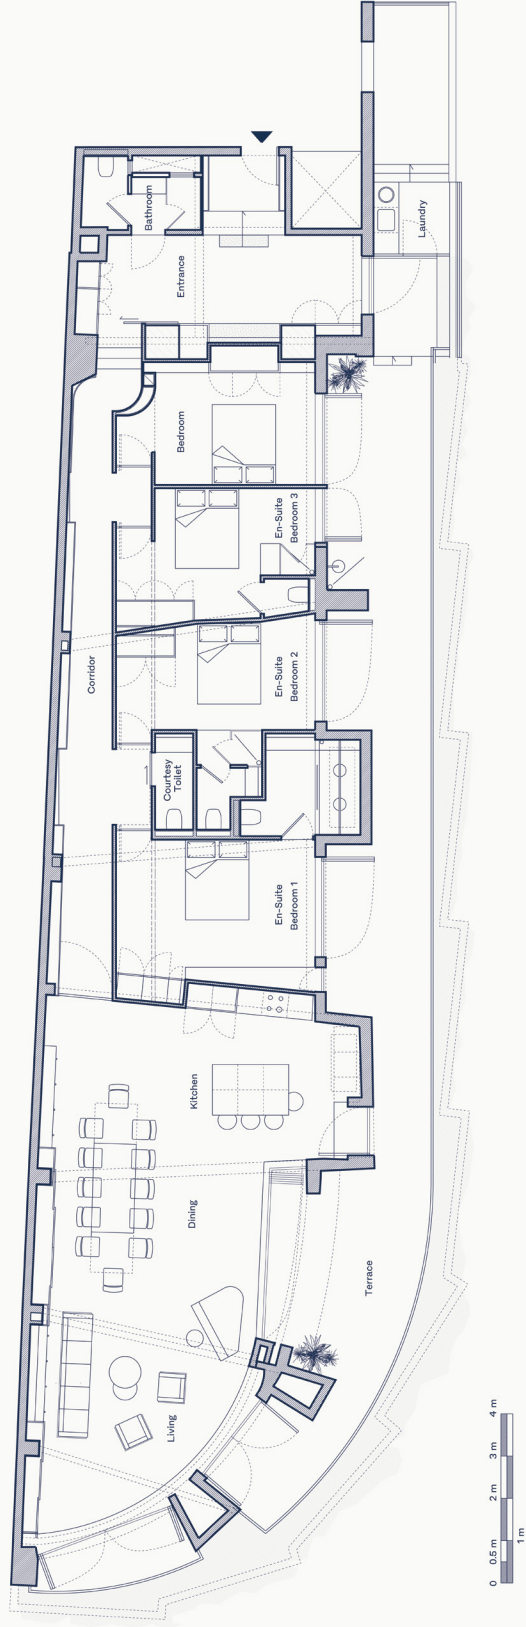 Bathroom
Laundry
Entrance
Bedroom
En-Suite
Bedroom 3
Corridor
En-Suite
Bedroom 2
Courtesy
Toilet
En-Suite
Bedroom 1
Kitchen
Dining
Terrace
Living
0
0.5 m
1 m
2 m
3 m
4 m